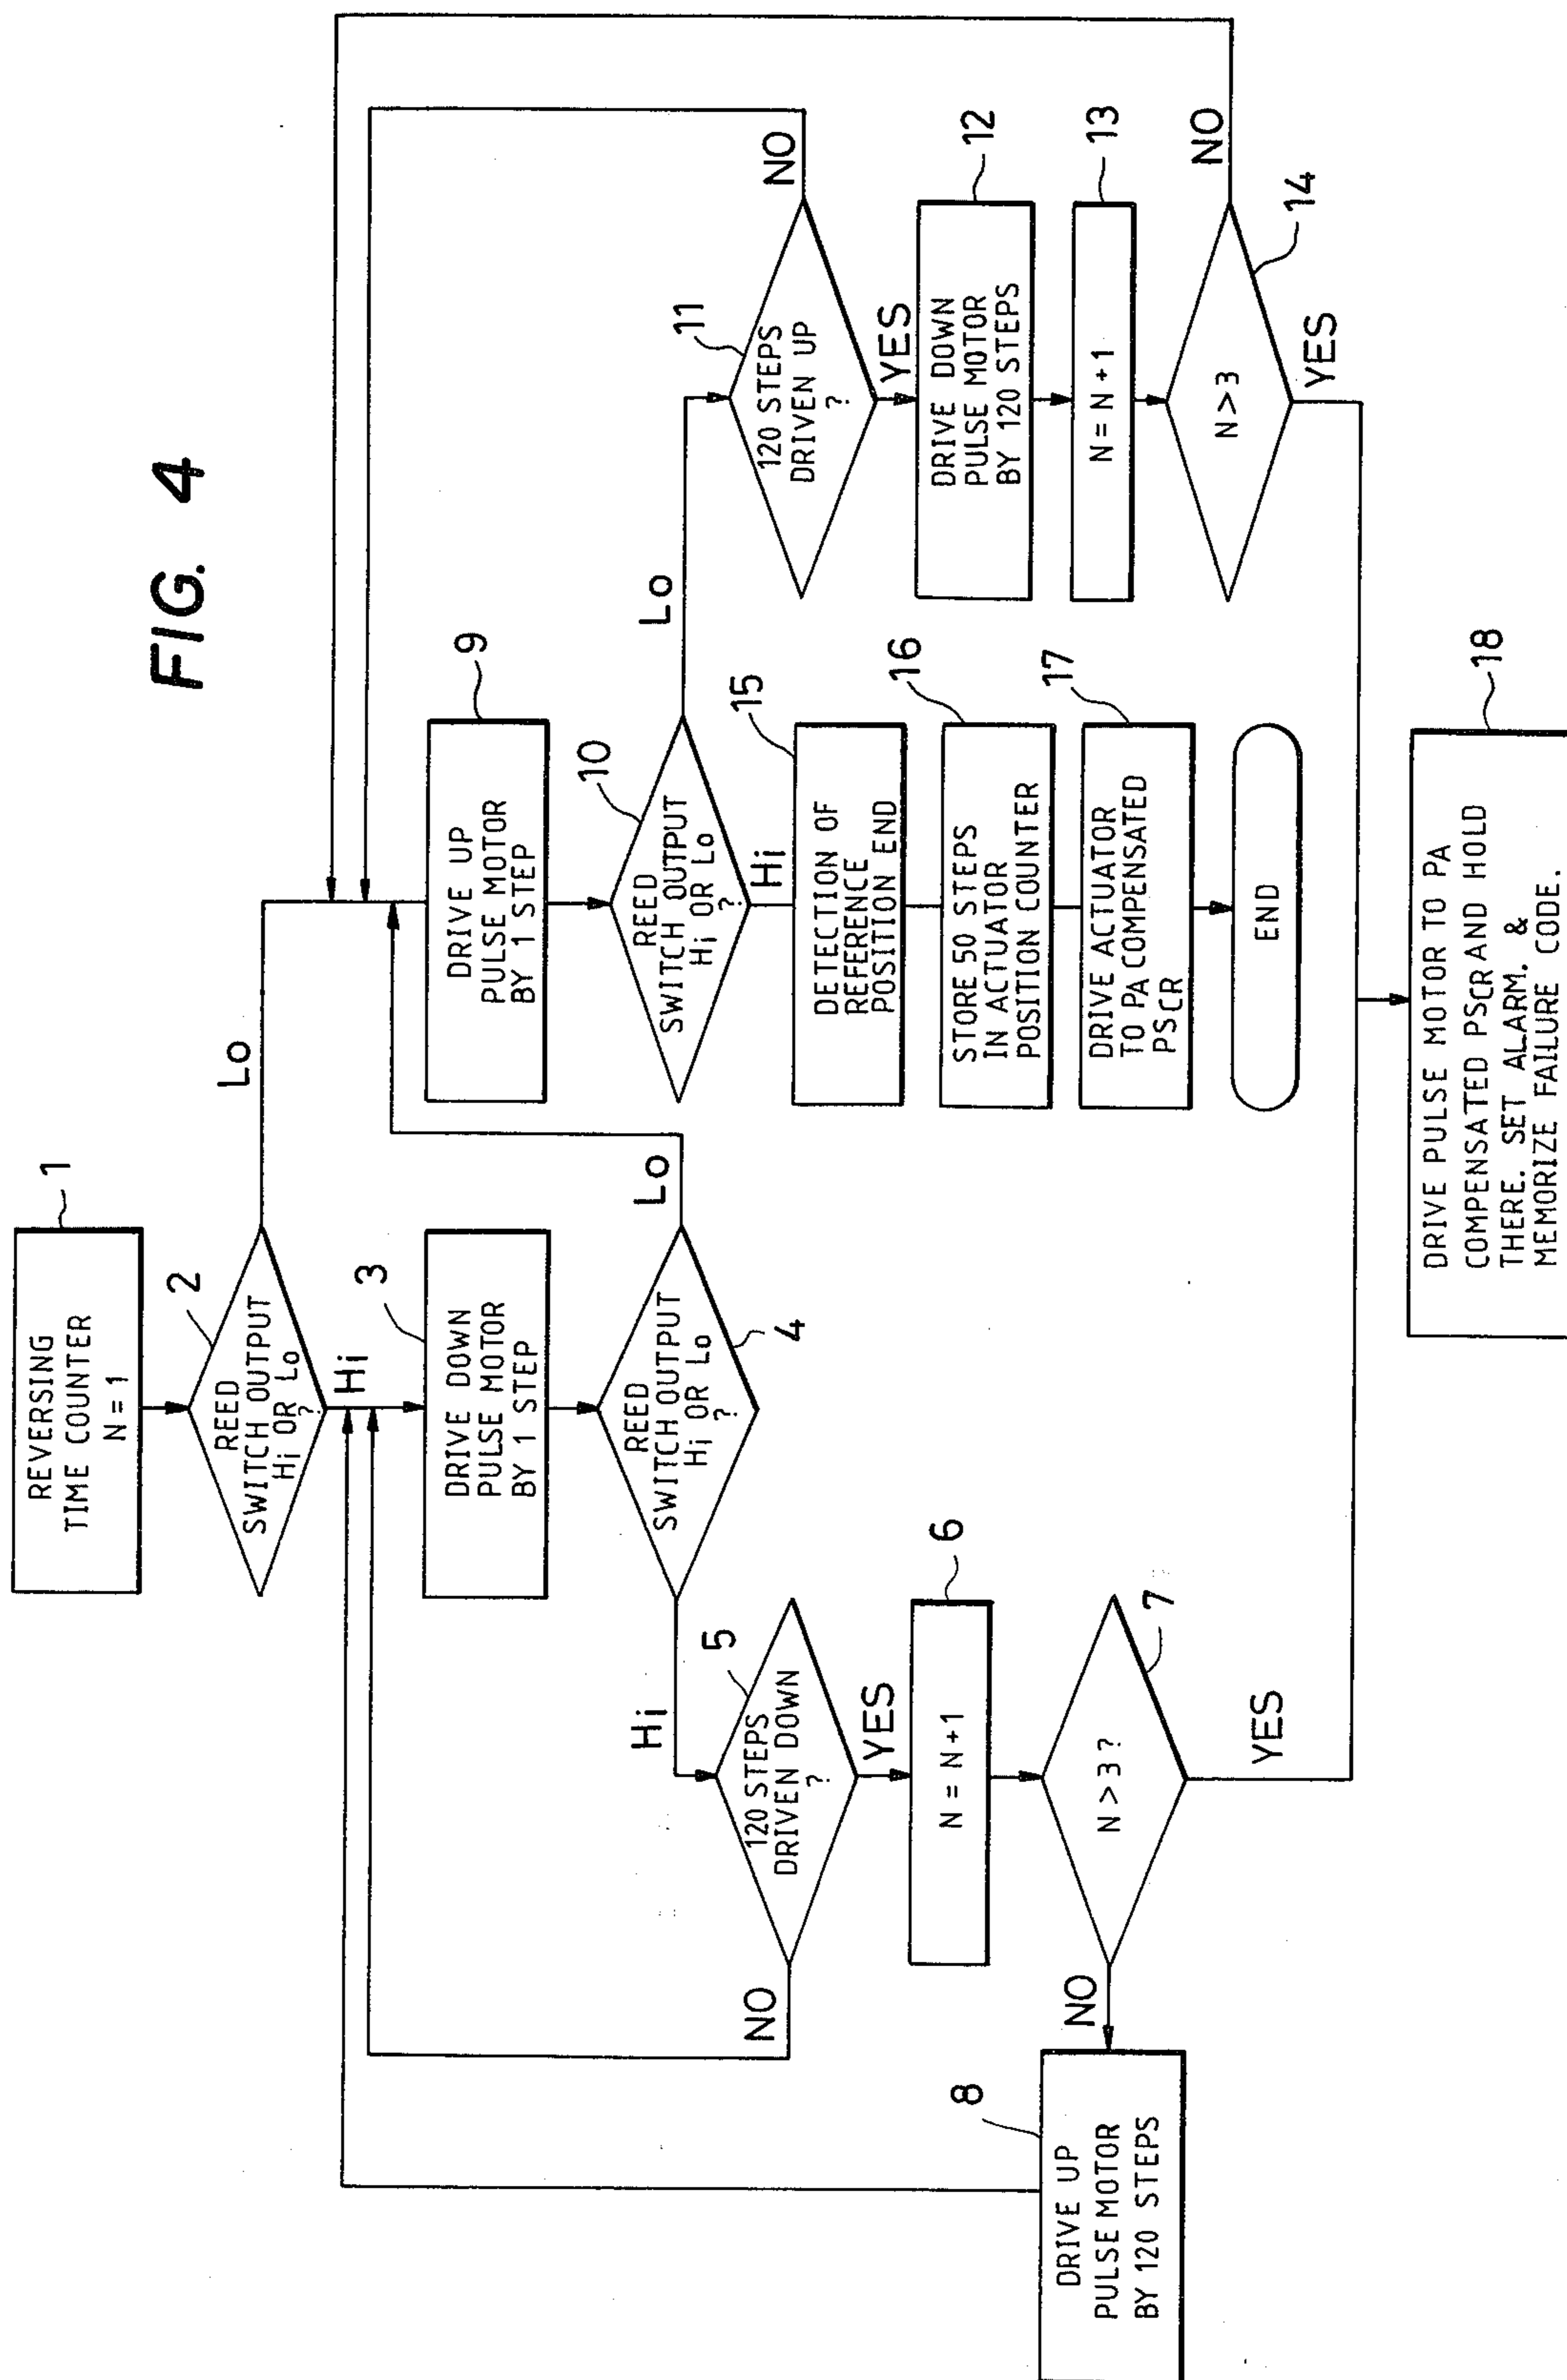 FIG. 4
REVERSING
TIME COUNTER
N = 1
1
REED
SWITCH OUTPUT
Hi OR Lo
?
2
Lo
Hi
DRIVE DOWN
PULSE MOTOR
BY 1 STEP
3
REED
SWITCH OUTPUT
Hi OR Lo
?
4
Lo
Hi
120 STEPS
DRIVEN DOWN
?
5
NO
YES
N = N+1
6
N > 3 ?
7
NO
YES
DRIVE UP
PULSE MOTOR
BY 120 STEPS
8
DRIVE UP
PULSE MOTOR
BY 1 STEP
9
REED
SWITCH OUTPUT
Hi OR Lo
?
10
Lo
Hi
120 STEPS
DRIVEN UP
?
11
NO
YES
DRIVE DOWN
PULSE MOTOR
BY 120 STEPS
12
N = N +1
13
N > 3
14
NO
YES
DETECTION OF
REFERENCE
POSITION END
15
STORE 50 STEPS
IN ACTUATOR
POSITION COUNTER
16
DRIVE ACTUATOR
TO PA COMPENSATED
PSCR
17
END
DRIVE PULSE MOTOR TO PA
COMPENSATED PSCR AND HOLD
THERE. SET ALARM. &
MEMORIZE FAILURE CODE.
18